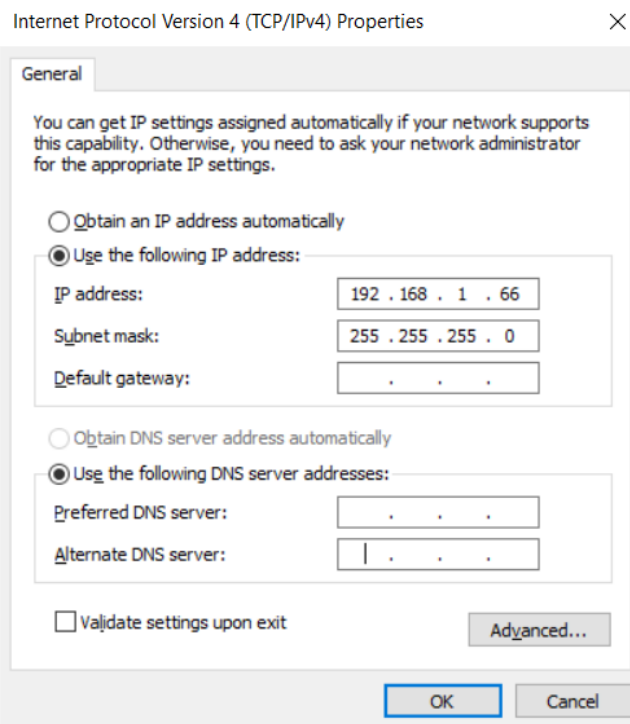 Internet Protocol Version 4 (TCP/IPv4) Properties
General
You can get IP settings assigned automatically if your network supports
this capability. Otherwise, you need to ask your network administrator
for the appropriate IP settings.
Obtain an IP address automatically
Use the following IP address:
IP address: 192 . 168 . 1 . 66
Subnet mask: 255 . 255 . 255 . 0
Default gateway: . . .
Obtain DNS server address automatically
Use the following DNS server addresses:
Preferred DNS server: . . .
Alternate DNS server: . . .
Validate settings upon exit
Advanced...
OK Cancel